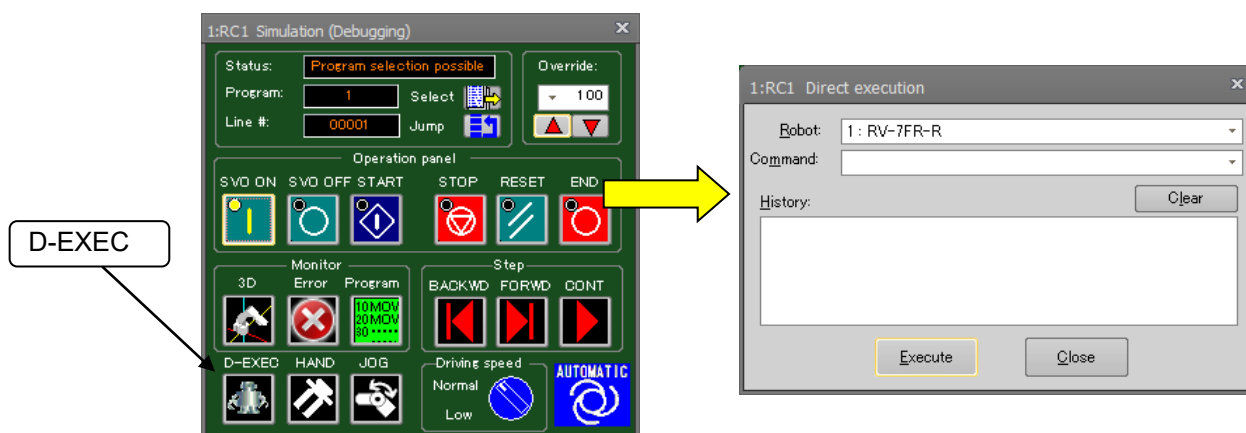 D-EXEC
1:RC1 Simulation (Debugging)
Status: Program selection possible
Program: 1 Select
Line #: 00001 Jump
Override:
100
Operation panel
SVO ON SVO OFF START STOP RESET END
Monitor
3D Error Program
10MOV
20MOV
30 ·····
Step
BACKWD FORWD CONT
D-EXEC HAND JOG
Driving speed
Normal
Low
AUTOMATIC
1:RC1 Direct execution
Robot: 1 : RV-7FR-R
Command:
History:
Clear
Execute Close